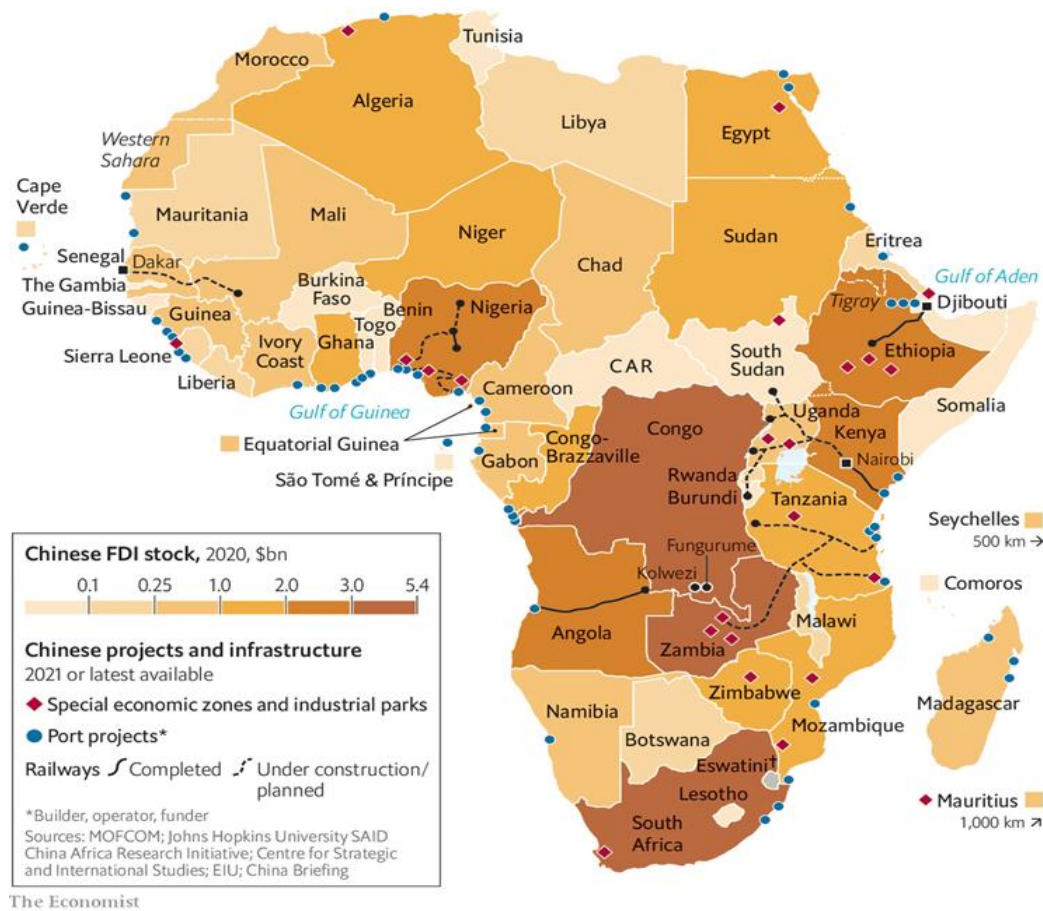 Tunisia
Morocco
Algeria
Libya
Egypt
Western
Sahara
Cape
Verde
Mauritania
Mali
Niger
Chad
Sudan
Eritrea
Gulf of Aden
Senegal
Dakar
The Gambia
Guinea-Bissau
Guinea
Sierra Leone
Liberia
Ivory
Coast
Burkina
Faso
Ghana
Togo
Benin
Nigeria
Tigray
Djibouti
Ethiopia
CAR
South
Sudan
Somalia
Cameroon
Gulf of Guinea
Equatorial Guinea
São Tomé & Príncipe
Gabon
Congo-
Brazzaville
Congo
Uganda
Kenya
Nairobi
Rwanda
Burundi
Tanzania
Seychelles
500 km →
Comoros
Fungurume
Kolwezi
Angola
Zambia
Malawi
Zimbabwe
Mozambique
Madagascar
Namibia
Botswana
Eswatini†
Lesotho
South
Africa
Mauritius
1,000 km ↗
Chinese FDI stock, 2020, $bn
0.1 0.25 1.0 2.0 3.0 5.4
Chinese projects and infrastructure
2021 or latest available
Special economic zones and industrial parks
Port projects*
Railways Completed Under construction/
planned
*Builder, operator, funder
Sources: MOFCOM; Johns Hopkins University SAID
China Africa Research Initiative; Centre for Strategic
and International Studies; EIU; China Briefing
The Economist